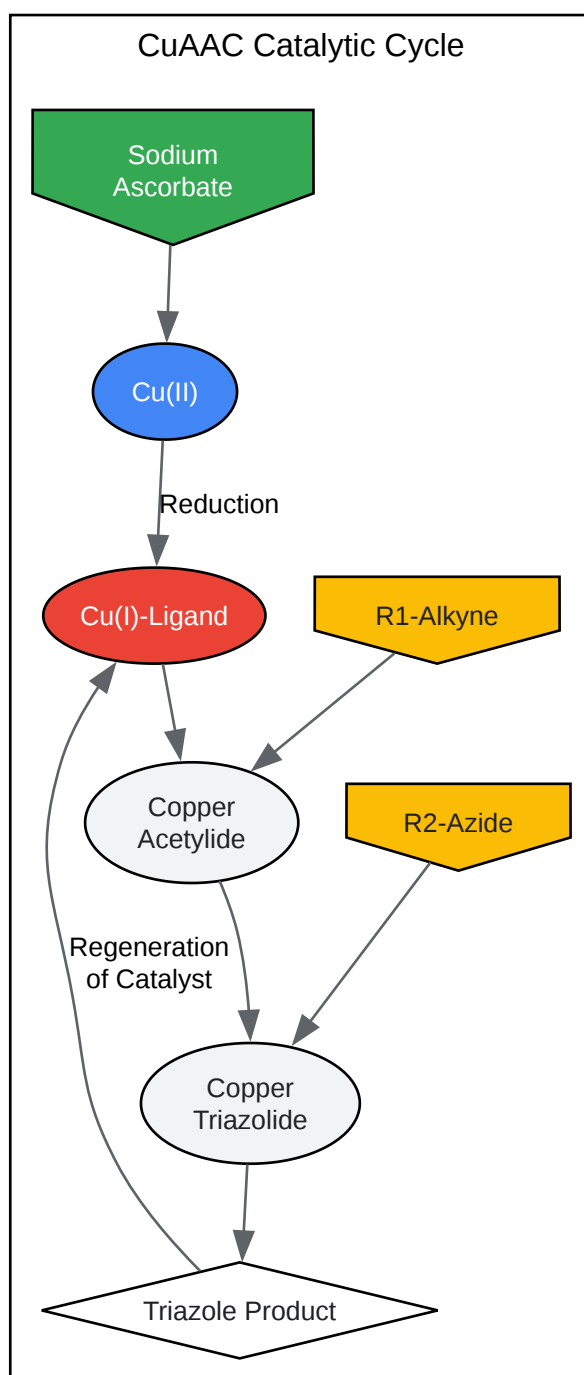 CuAAC Catalytic Cycle
Sodium
Ascorbate
Cu(II)
Reduction
Cu(I)-Ligand
R1-Alkyne
Copper
Acetylide
R2-Azide
Regeneration
of Catalyst
Copper
Triazolide
Triazole Product